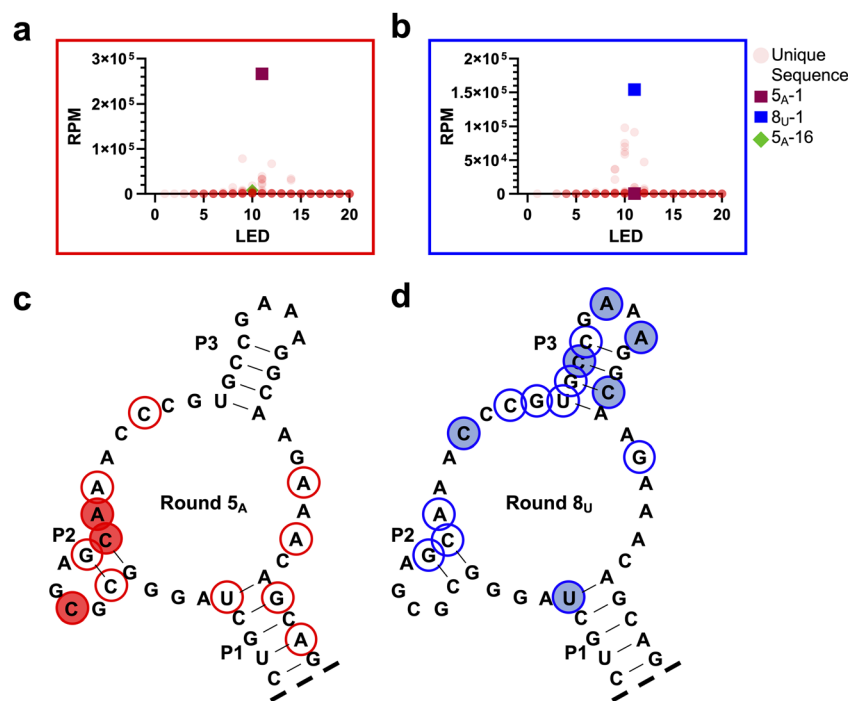 a
b
3×10⁵
2×10⁵
1×10⁵
0
RPM
0 5 10 15 20
LED
2×10⁵
1.5×10⁵
1×10⁵
5×10⁴
0
RPM
0 5 10 15 20
LED
Unique
Sequence
5A-1
8U-1
5A-16
c
d
A
G A
C A
P3 C G
C G
G C
C C G U A
C A
A G
A A
A Round 5A A
P2 C A
G C
A G A
G C G G A U G
C G C C
G A
P1 U G
C
A
G A
C A
P3 C G
G C
C C G U A
C A
A G
A A
A Round 8U A
P2 C A
G C
A G A
G C G G A U G
C G C C
G A
P1 U G
C